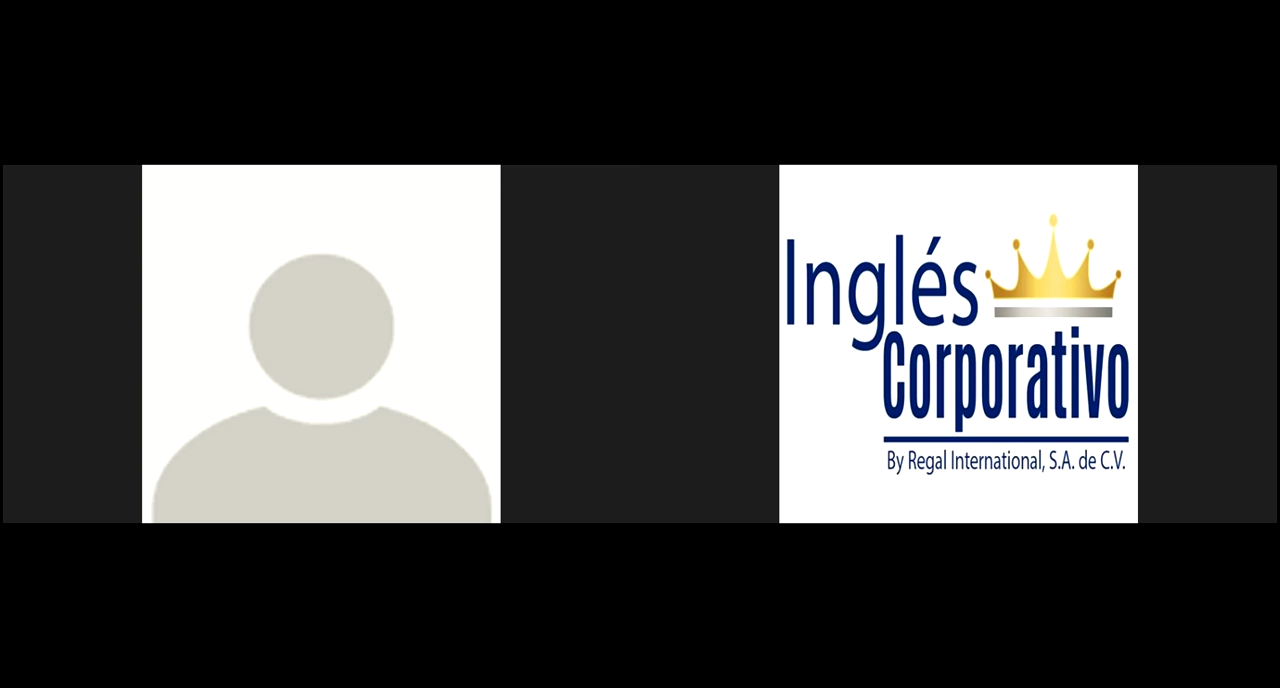 Inglés
Corporativo
By Regal International, S.A. de C.V.